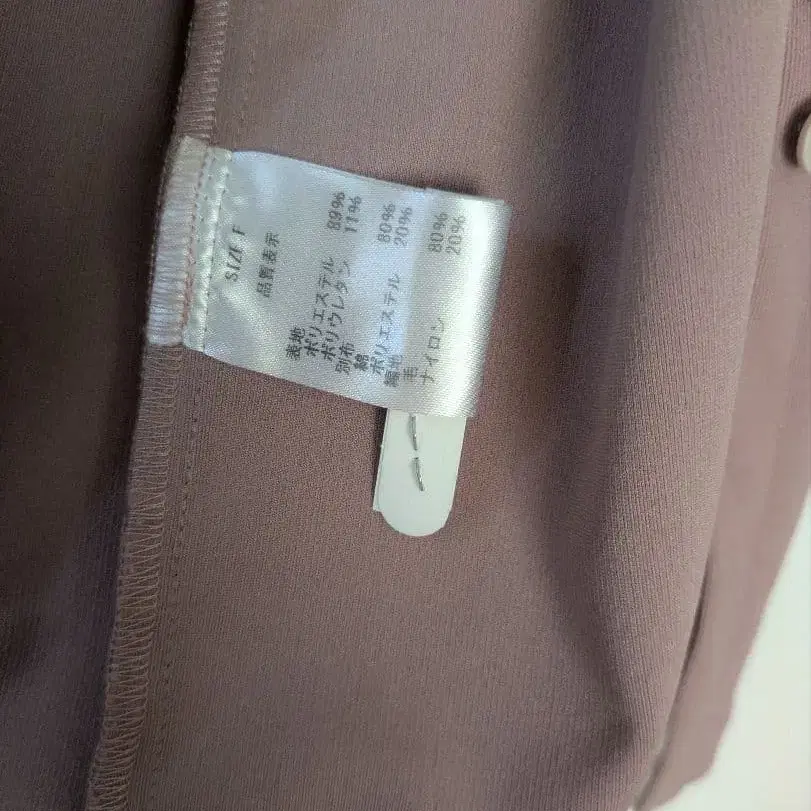 SIZE F
品質表示
表地
ポリエステル 89%
ポリウレタン 11%
別布
綿 80%
ポリエステル 20%
編地
毛 80%
ナイロン 20%